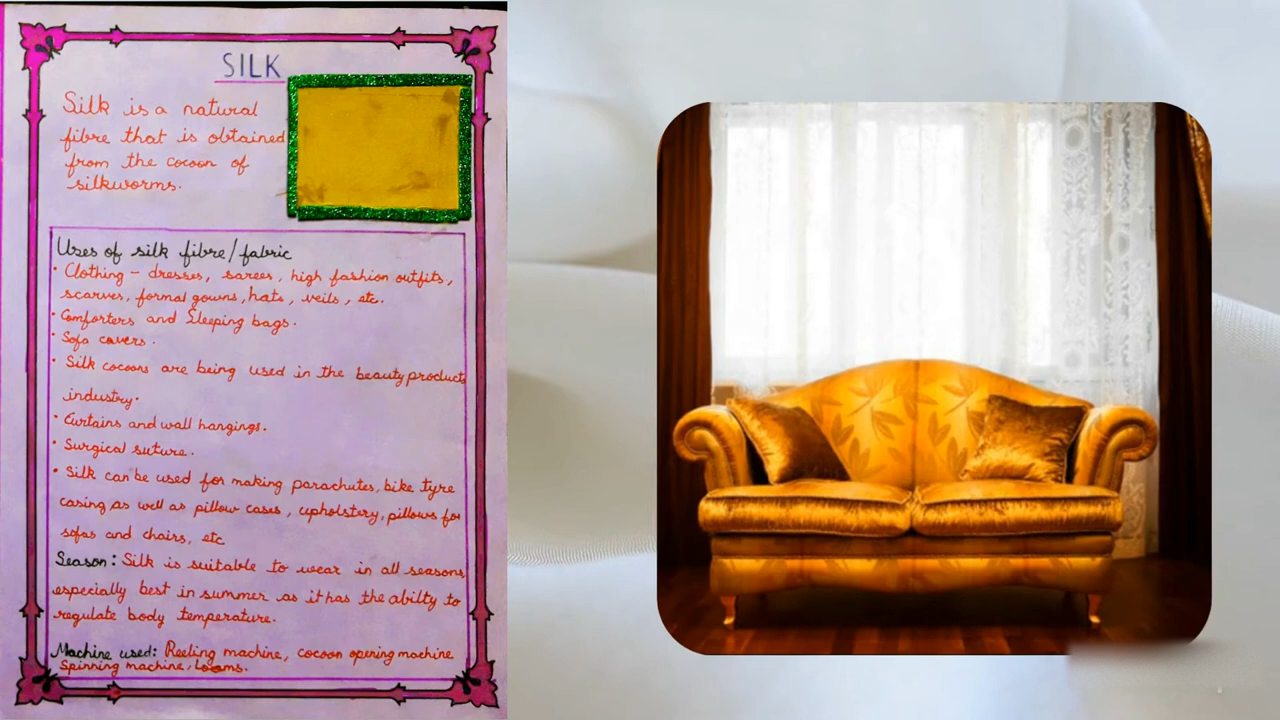 SILK
Silk is a natural
fibre that is obtained
from the cocoon of
silkworms.
Uses of silk fibre/fabric
• Clothing – dresses, sarees, high fashion outfits,
scarves, formal gowns, hats, veils, etc.
• Comforters and Sleeping bags.
• Sofa covers.
• Silk cocoons are being used in the beauty products
industry.
• Curtains and wall hangings.
• Surgical suture.
• Silk can be used for making parachutes, bike tyre
casing, as well as pillow cases, upholstery, pillows for
sofas and chairs, etc
Season: Silk is suitable to wear in all seasons
especially best in summer as it has the abilty to
regulate body temperature.
Machine used: Reeling machine, cocoon opening machine
Spinning machine, Looms.